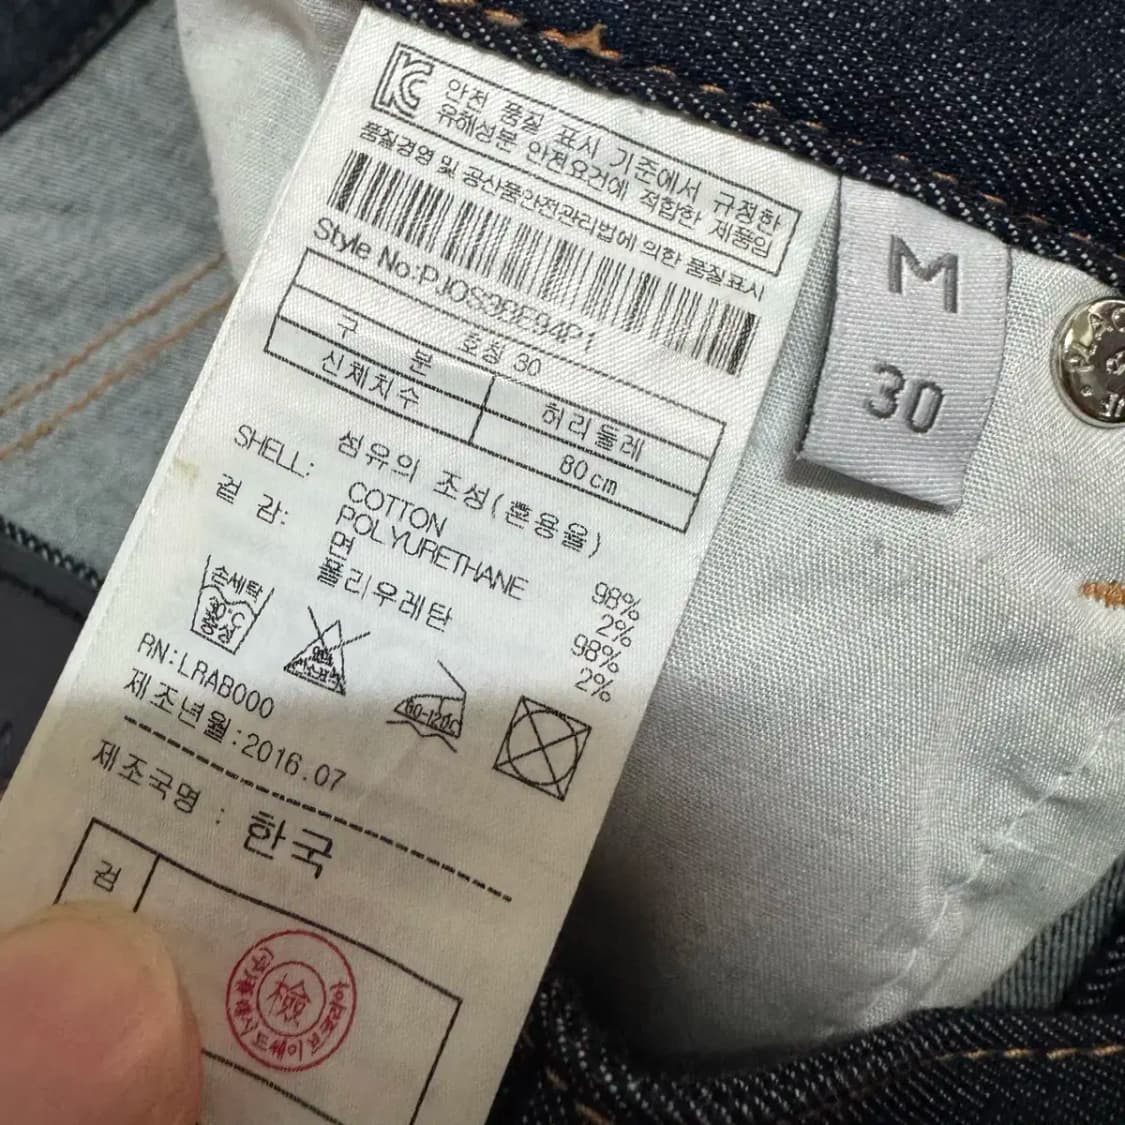 안전 품질 표시 기준에서 규정한
유해성분 안전요건에 적합한 제품임
품질경영 및 공산품안전관리법에 의한 품질표시
Style No:PJOS3BE94P1
호칭 30
구 분 허리둘레
신체치수 80cm
섬유의 조성(혼용율)
SHELL: COTTON 98%
POLYURETHANE 2%
겉 감: 면 98%
폴리우레탄 2%
손세탁
30°C
중성
60-120C
RN:LRAB000
제조년월:2016.07
제조국명 : 한국
검
檢
M
30